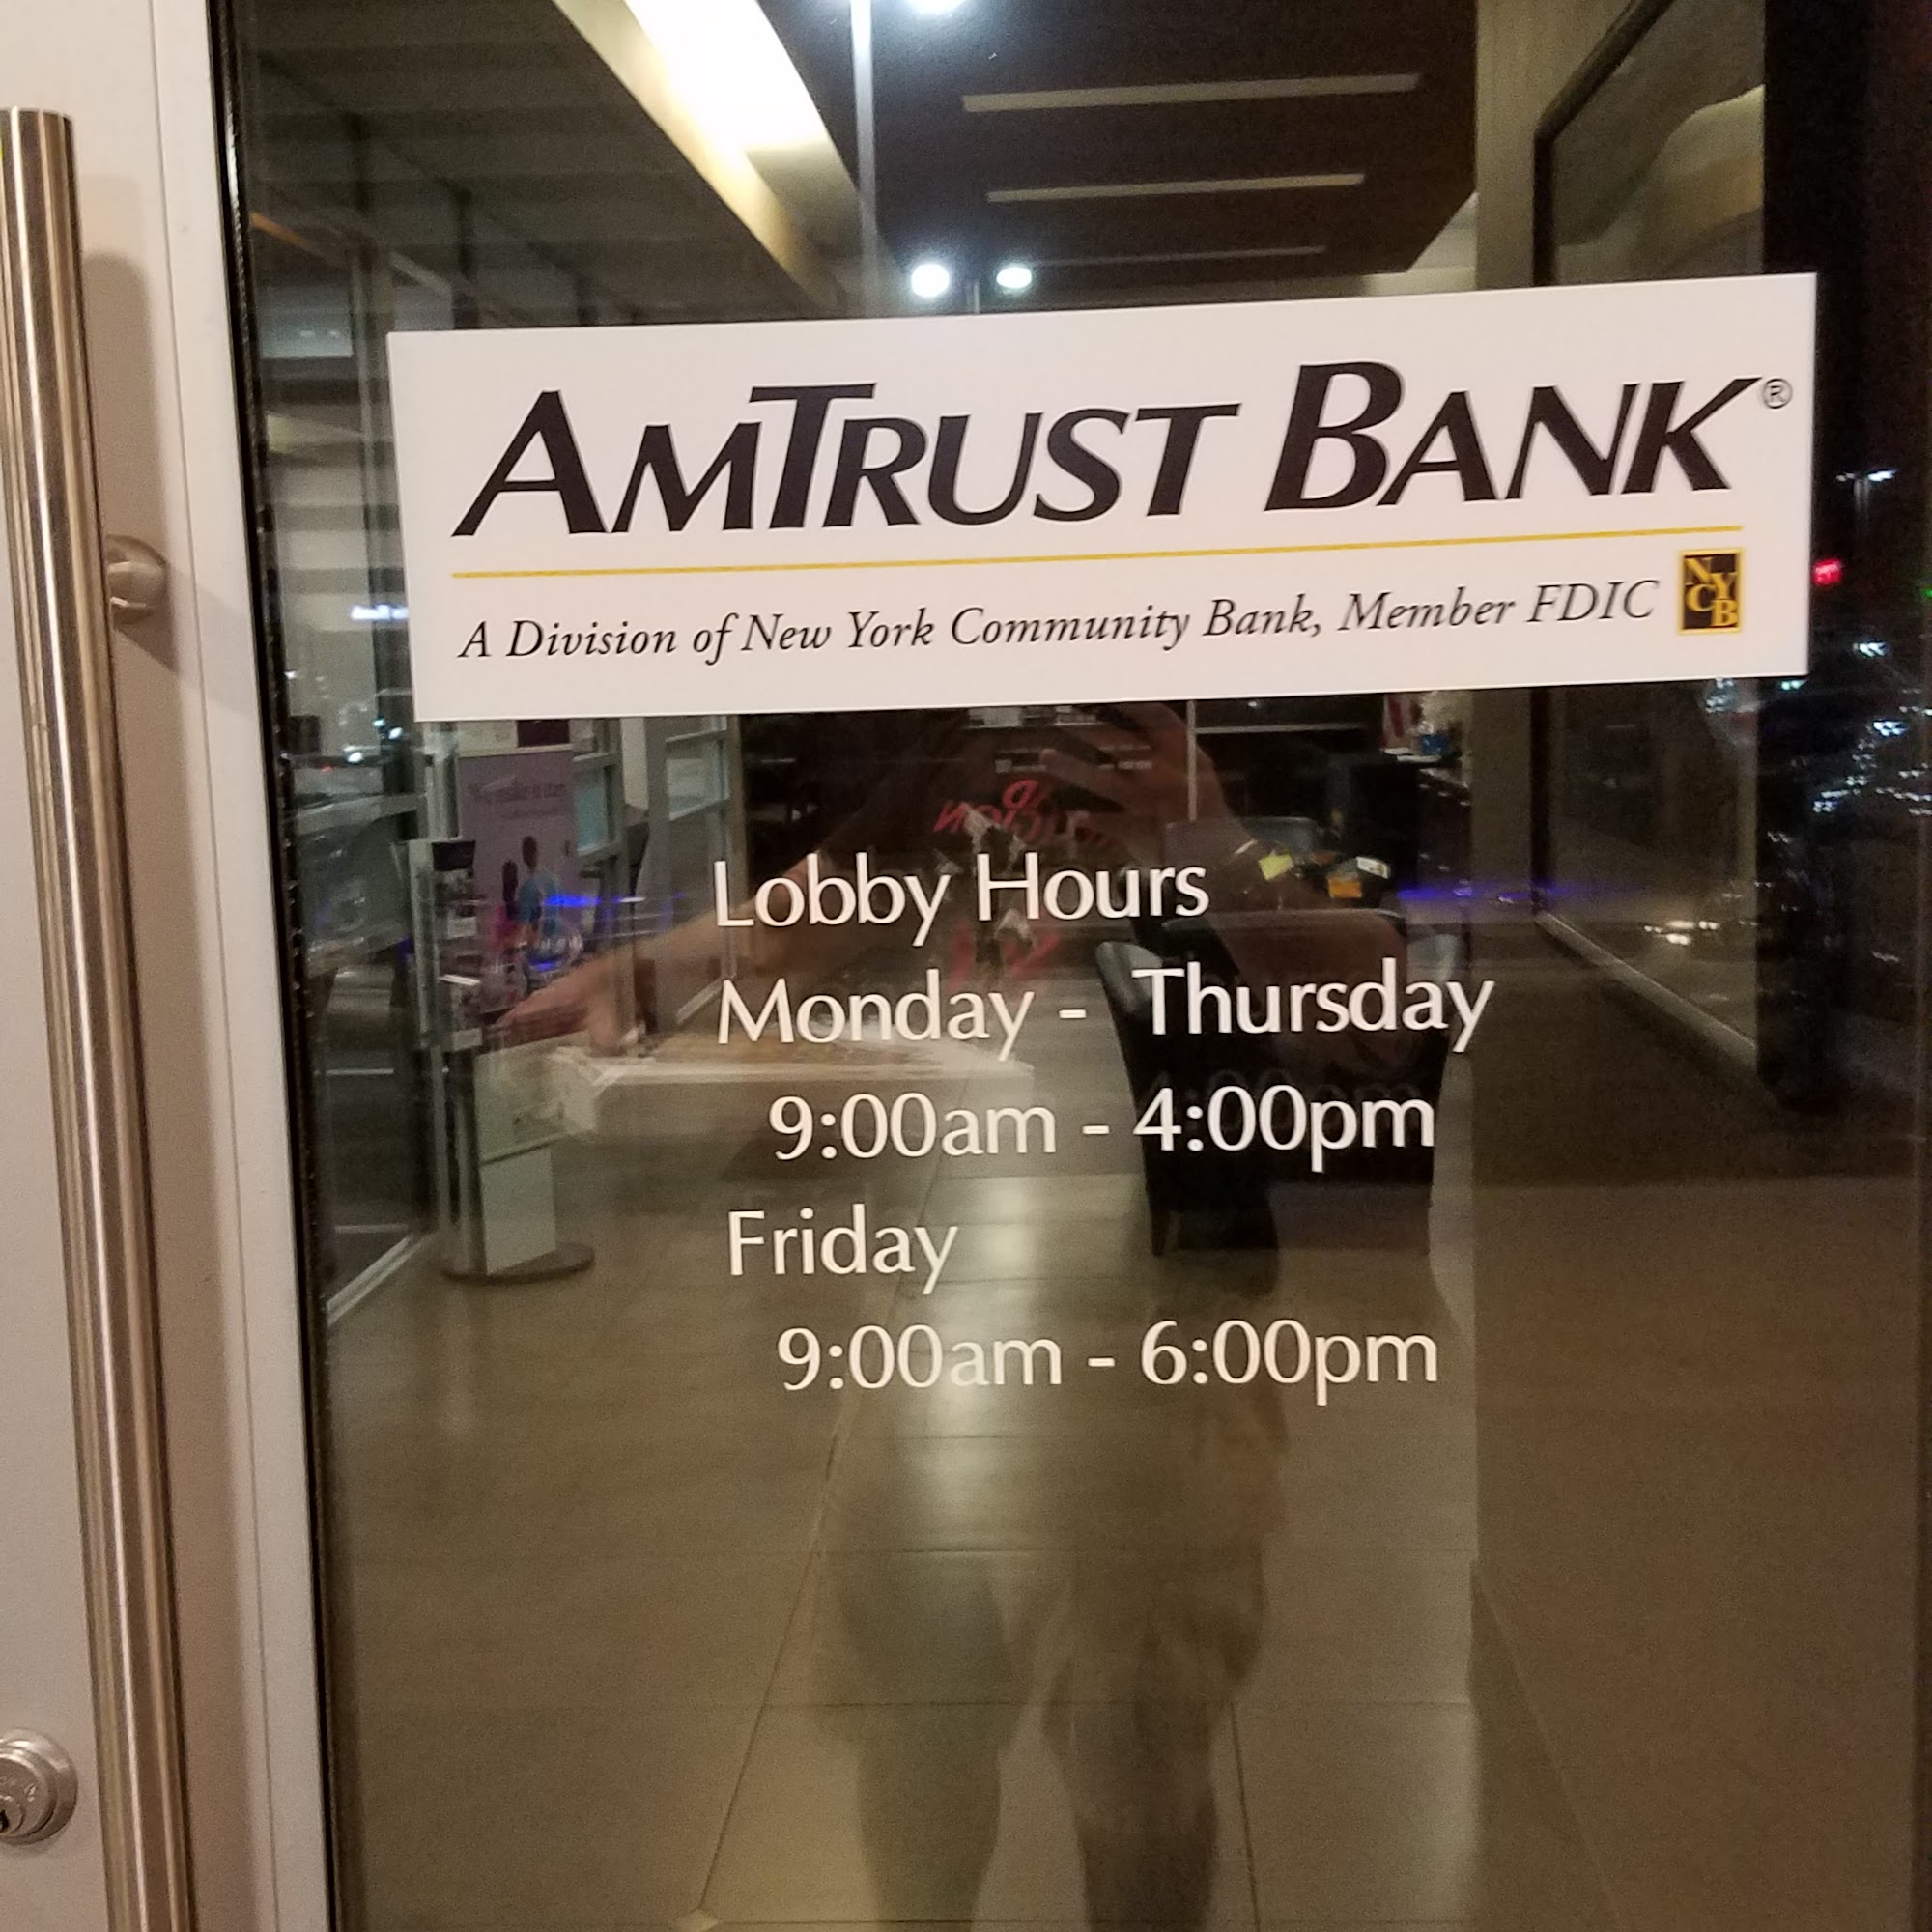 AMTRUST BANK®
A Division of New York Community Bank, Member FDIC
NYCB
Lobby Hours
Monday - Thursday
9:00am - 4:00pm
Friday
9:00am - 6:00pm